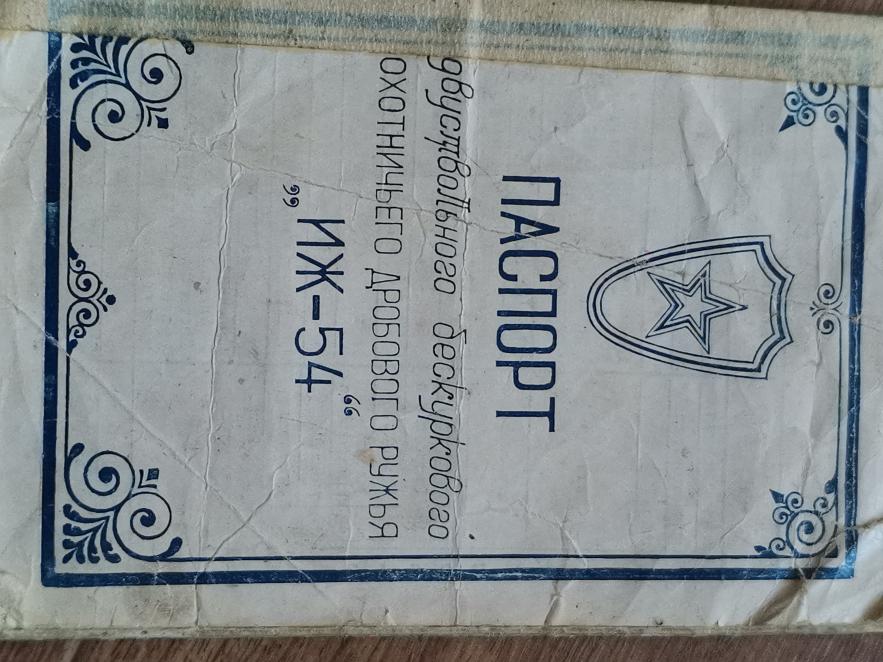 ПАСПОРТ
двуствольного бескуркового
ОХОТНИЧЬЕГО ДРОБОВОГО РУЖЬЯ
„ИЖ-54“